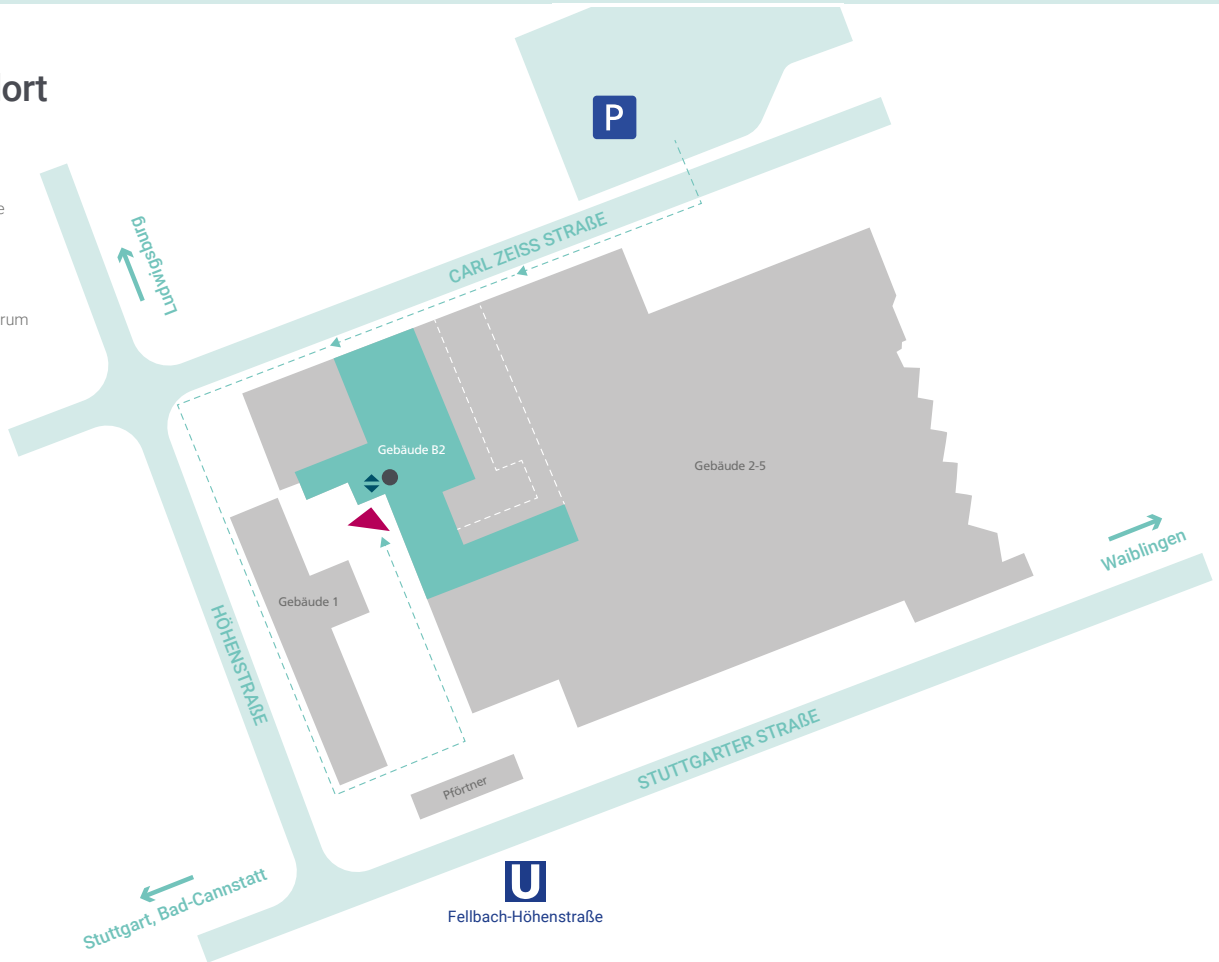 P
Ludwigsburg
CARL ZEISS STRAßE
Gebäude B2
Gebäude 2-5
Waiblingen
Gebäude 1
HÖHENSTRAßE
STUTTGARTER STRAßE
Pförtner
Stuttgart, Bad-Cannstatt
U
Fellbach-Höhenstraße